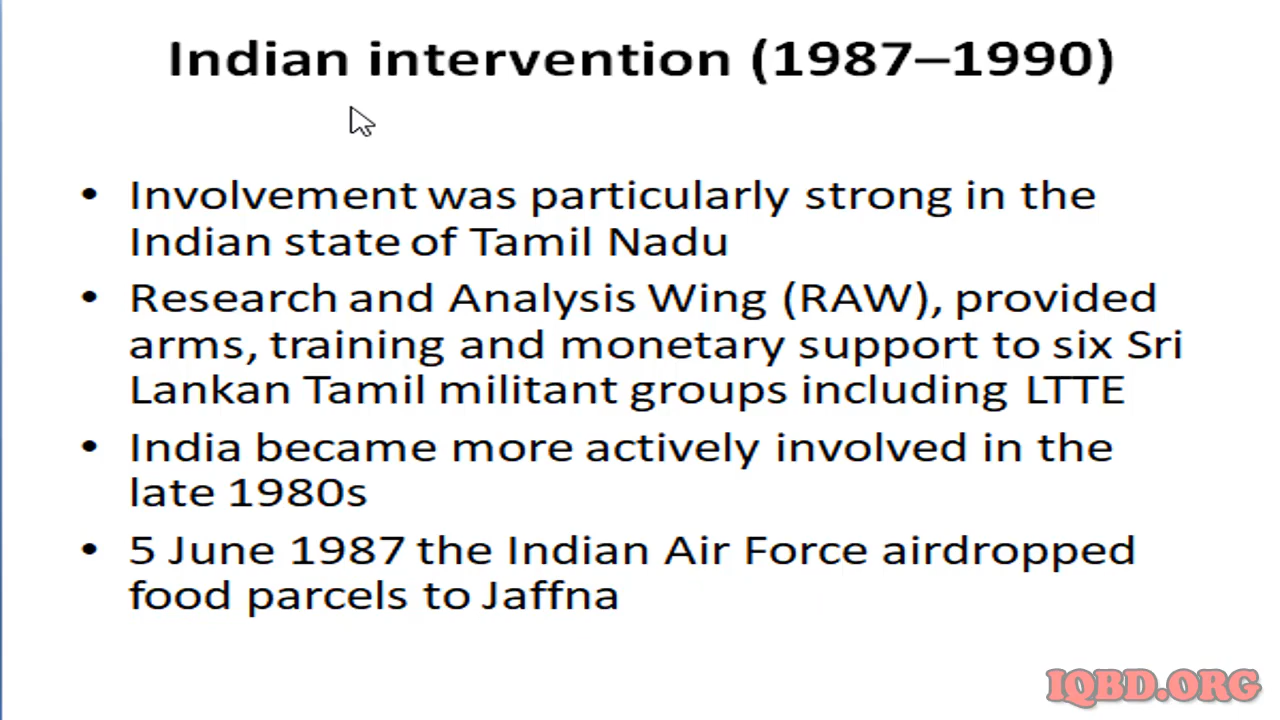 Indian intervention (1987–1990)
• Involvement was particularly strong in the
Indian state of Tamil Nadu
• Research and Analysis Wing (RAW), provided
arms, training and monetary support to six Sri
Lankan Tamil militant groups including LTTE
• India became more actively involved in the
late 1980s
• 5 June 1987 the Indian Air Force airdropped
food parcels to Jaffna
IQBD.ORG